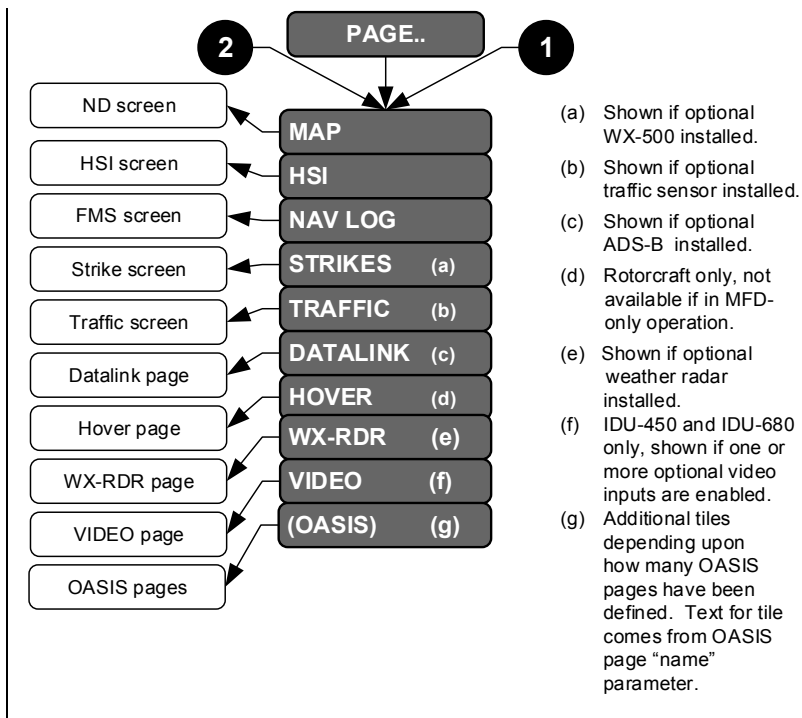 PAGE..
2
1
ND screen
HSI screen
FMS screen
Strike screen
Traffic screen
Datalink page
Hover page
WX-RDR page
VIDEO page
OASIS pages
MAP
HSI
NAV LOG
STRIKES (a)
TRAFFIC (b)
DATALINK (c)
HOVER (d)
WX-RDR (e)
VIDEO (f)
(OASIS) (g)
(a) Shown if optional
WX-500 installed.
(b) Shown if optional
traffic sensor installed.
(c) Shown if optional
ADS-B installed.
(d) Rotorcraft only, not
available if in MFD-
only operation.
(e) Shown if optional
weather radar
installed.
(f) IDU-450 and IDU-680
only, shown if one or
more optional video
inputs are enabled.
(g) Additional tiles
depending upon
how many OASIS
pages have been
defined. Text for tile
comes from OASIS
page “name”
parameter.